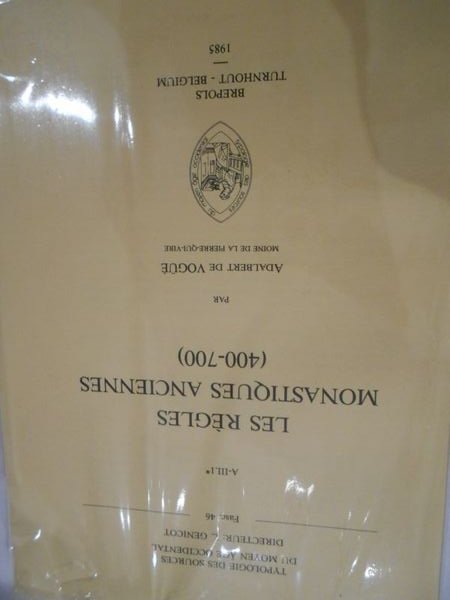 TYPOLOGIE DES SOURCES
DU MOYEN ÂGE OCCIDENTAL
DIRECTEUR: L. GENICOT
Fasc. 46
A-III.1*
LES RÈGLES
MONASTIQUES ANCIENNES
(400-700)
PAR
ADALBERT DE VOGÜÉ
MOINE DE LA PIERRE-QUI-VIRE
BREPOLS
TURNHOUT - BELGIUM
1985